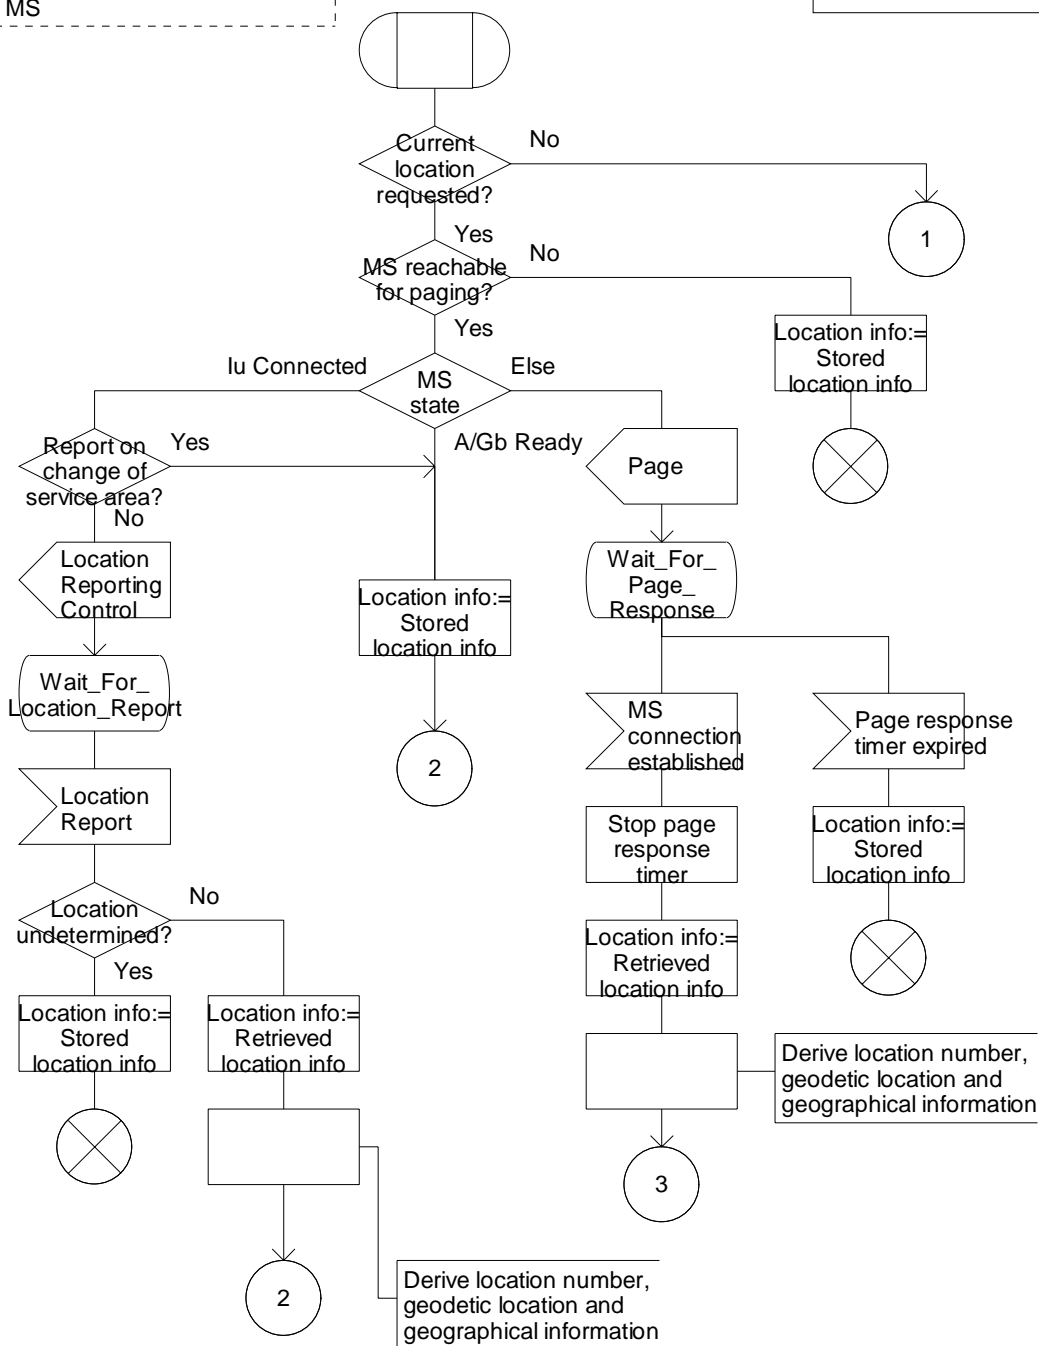 MS
Current
location
requested?
No
1
Yes
MS reachable
for paging?
No
Location info:=
Stored
location info
Yes
Iu Connected
MS
state
Else
A/Gb Ready
Report on
change of
service area?
Yes
No
Page
Location
Reporting
Control
Location info:=
Stored
location info
Wait_For_
Page_
Response
Wait_For_
Location_Report
2
MS
connection
established
Page response
timer expired
Location
Report
Stop page
response
timer
Location info:=
Stored
location info
Location
undetermined?
No
Yes
Location info:=
Retrieved
location info
Location info:=
Stored
location info
Location info:=
Retrieved
location info
Derive location number,
geodetic location and
geographical information
3
2
Derive location number,
geodetic location and
geographical information